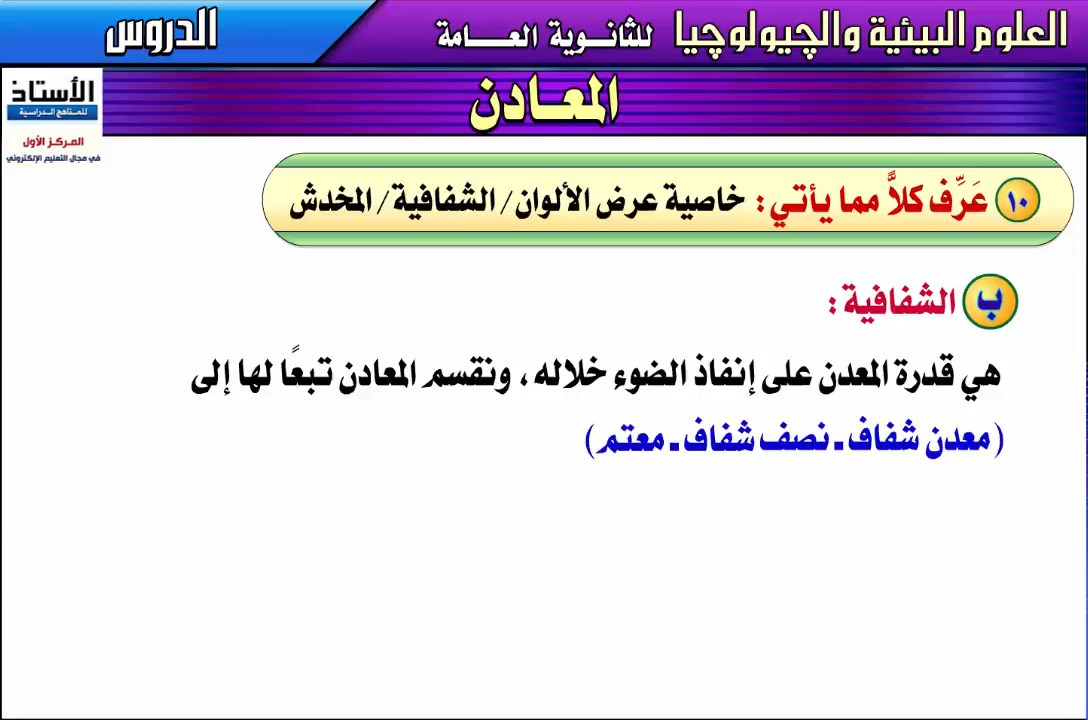 العلوم البيئية والچيولوچيا للثانوية العامة
الدروس
المعادن
الأستاذ
للمناهج الدراسية
المركز الأول
في مجال التعليم الإلكتروني
١٠ عَرِّف كلاًّ مما يأتي: خاصية عرض الألوان/ الشفافية/ المخدش
ب الشفافية:
هي قدرة المعدن على إنفاذ الضوء خلاله، ونقسم المعادن تبعًا لها إلى
(معدن شفاف - نصف شفاف - معتم)